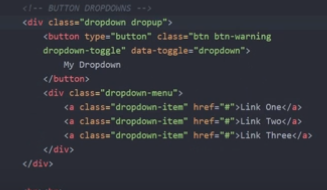 <!-- BUTTON DROPDOWNS -->
<div class="dropdown dropup">
<button type="button" class="btn btn-warning
dropdown-toggle" data-toggle="dropdown">
My Dropdown
</button>
<div class="dropdown-menu">
<a class="dropdown-item" href="#">Link One</a>
<a class="dropdown-item" href="#">Link Two</a>
<a class="dropdown-item" href="#">Link Three</a>
</div>
</div>